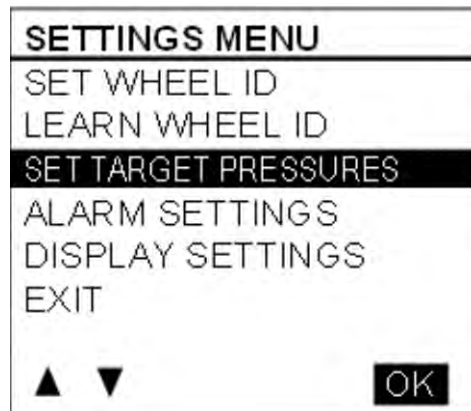 SETTINGS MENU
SET WHEEL ID
LEARN WHEEL ID
SET TARGET PRESSURES
ALARM SETTINGS
DISPLAY SETTINGS
EXIT
▲ ▼ OK